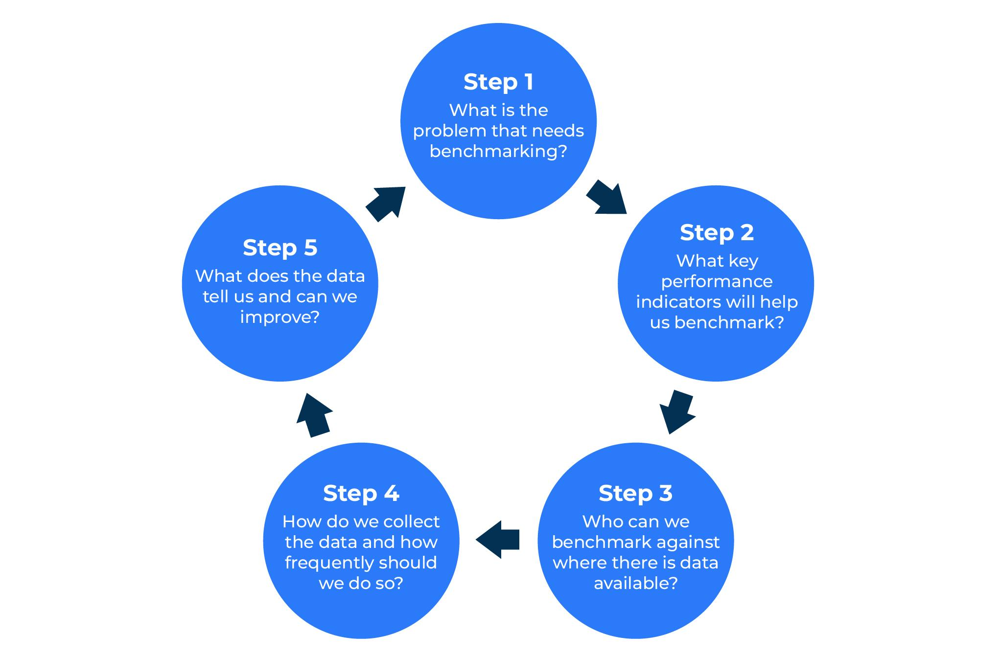 Step 1
What is the
problem that needs
benchmarking?
Step 2
What key
performance
indicators will help
us benchmark?
Step 3
Who can we
benchmark against
where there is data
available?
Step 4
How do we collect
the data and how
frequently should
we do so?
Step 5
What does the data
tell us and can we
improve?